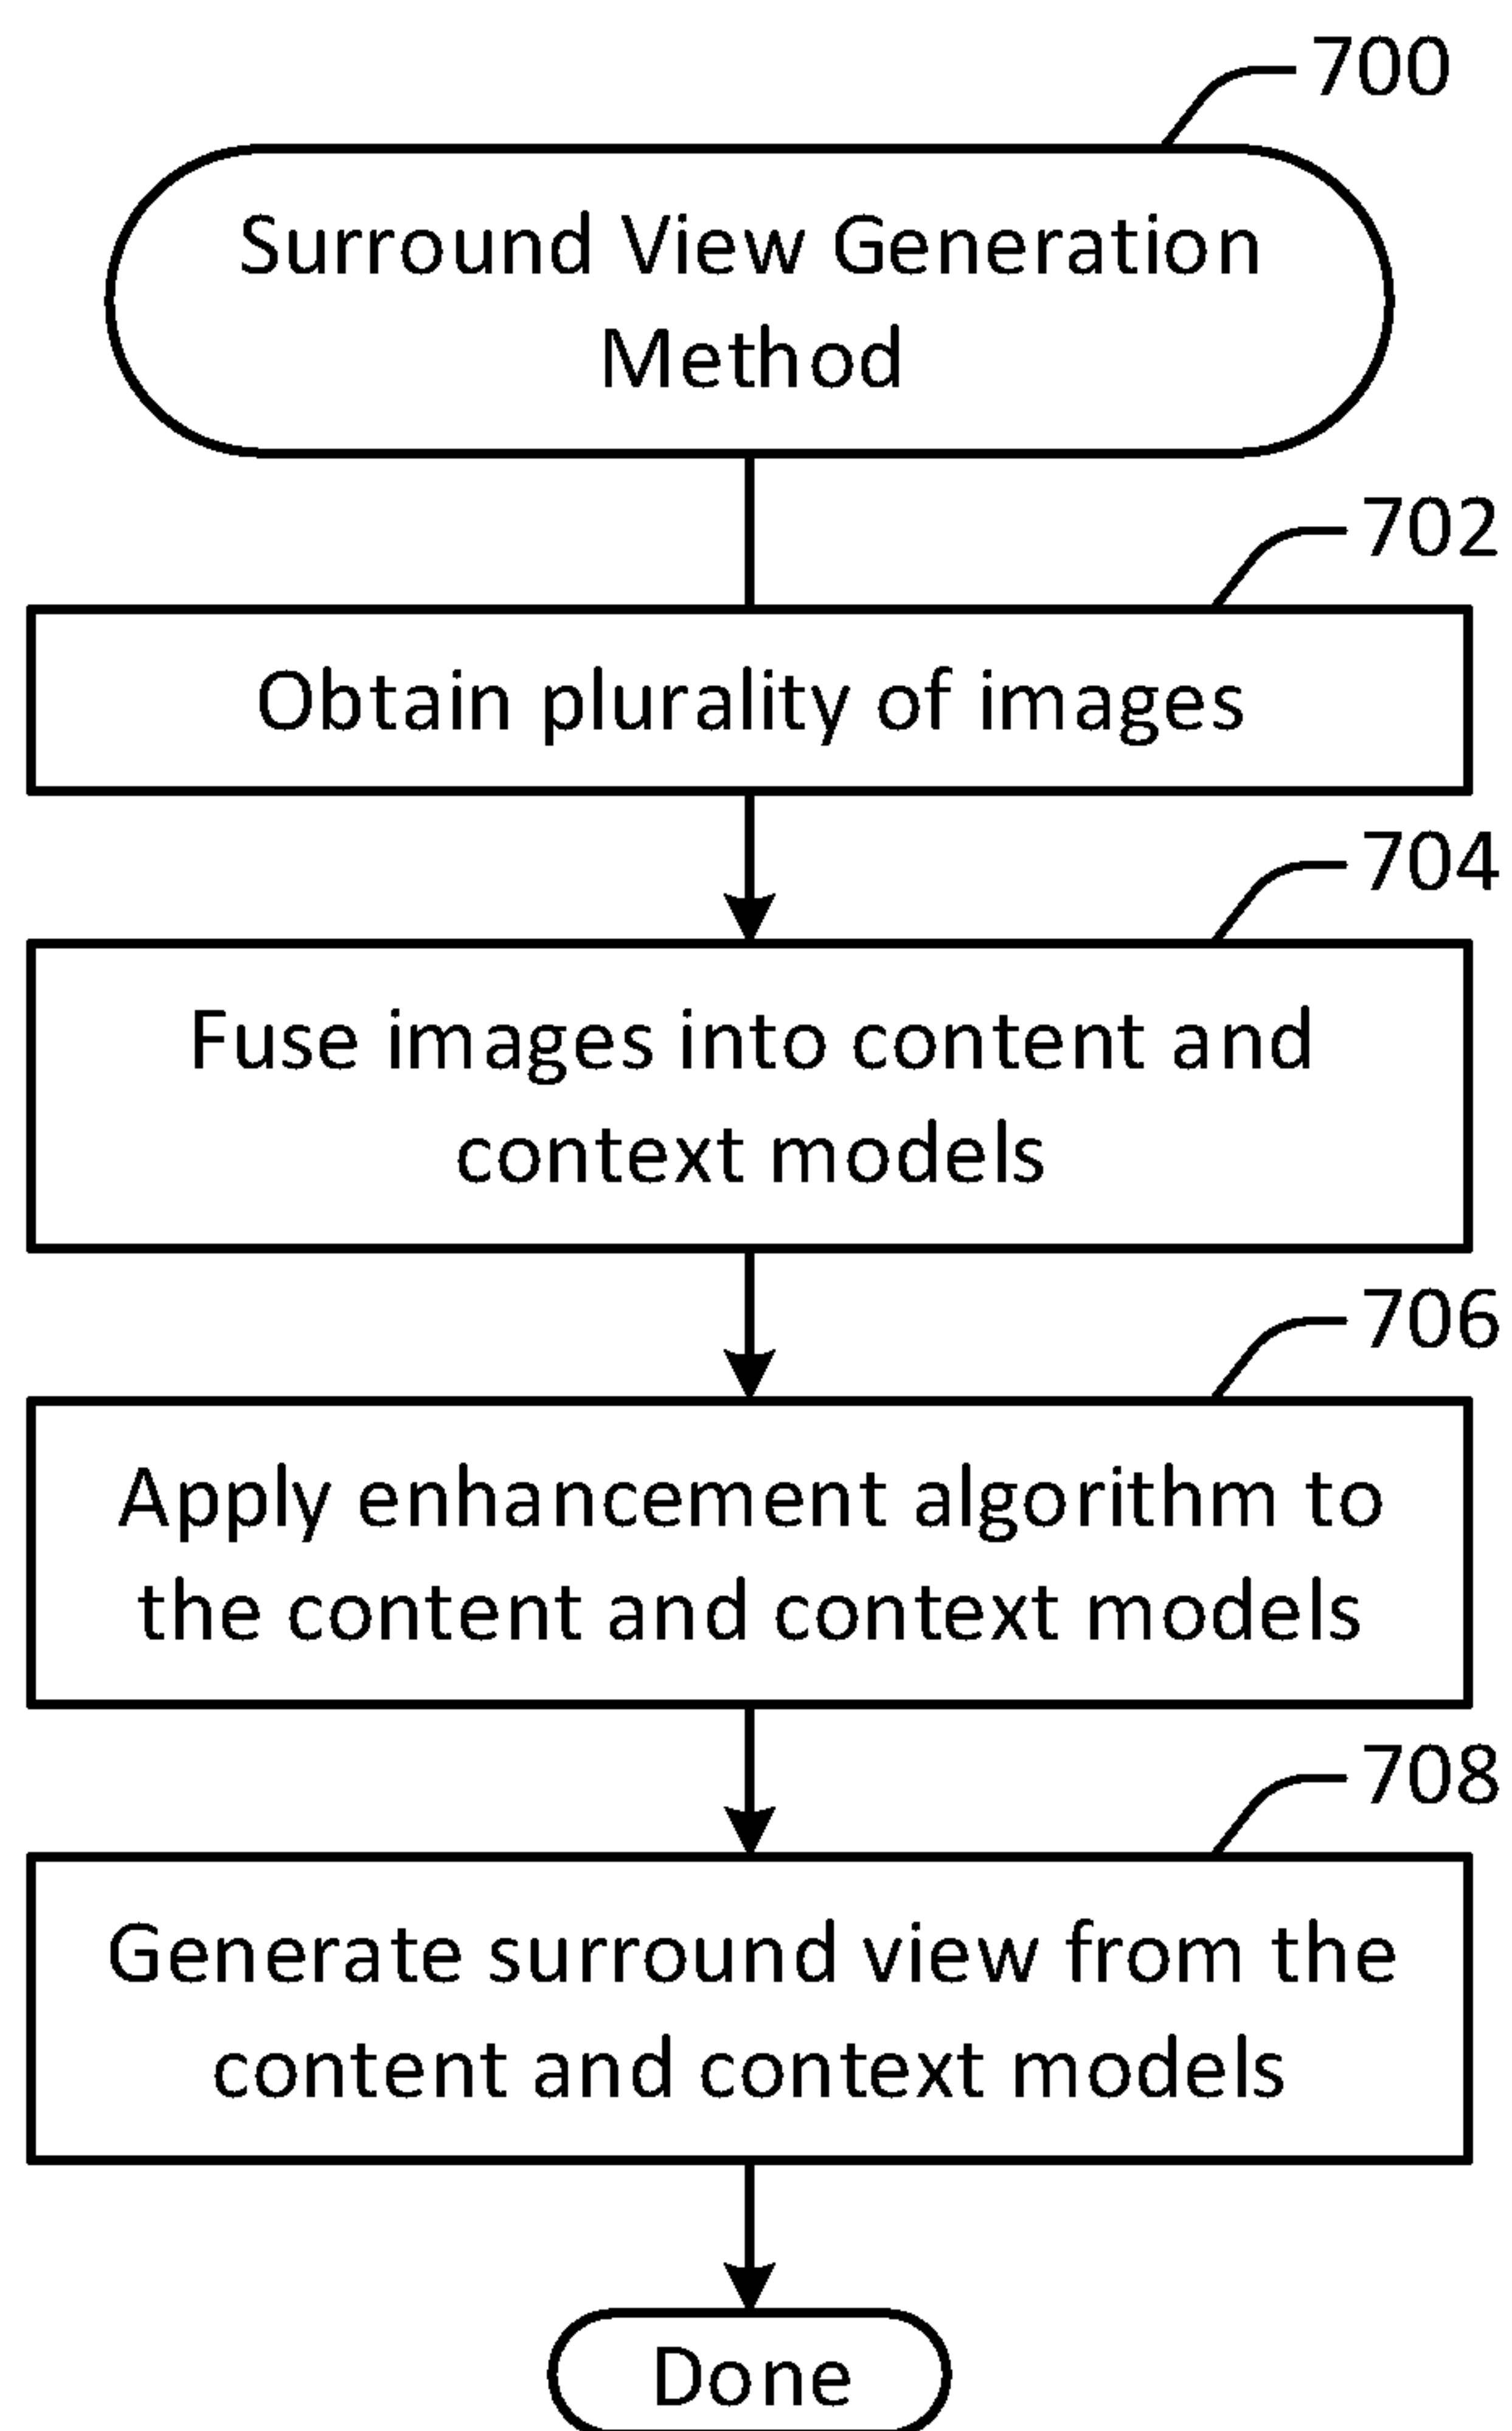 700
Surround View Generation
Method
702
Obtain plurality of images
704
Fuse images into content and
context models
706
Apply enhancement algorithm to
the content and context models
708
Generate surround view from the
content and context models
Done